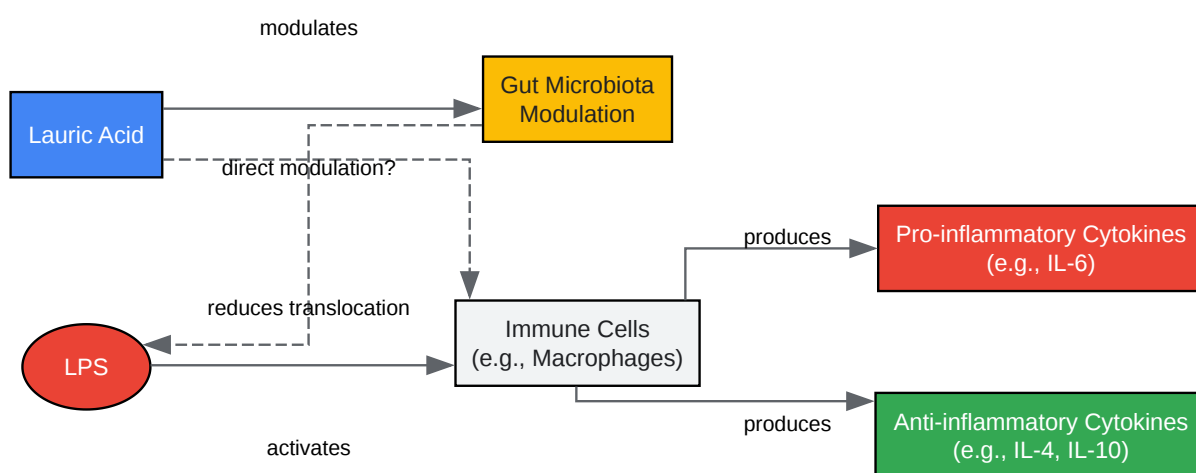 modulates
Gut Microbiota
Modulation
Lauric Acid
direct modulation?
Pro-inflammatory Cytokines
(e.g., IL-6)
produces
reduces translocation
Immune Cells
(e.g., Macrophages)
LPS
Anti-inflammatory Cytokines
(e.g., IL-4, IL-10)
produces
activates